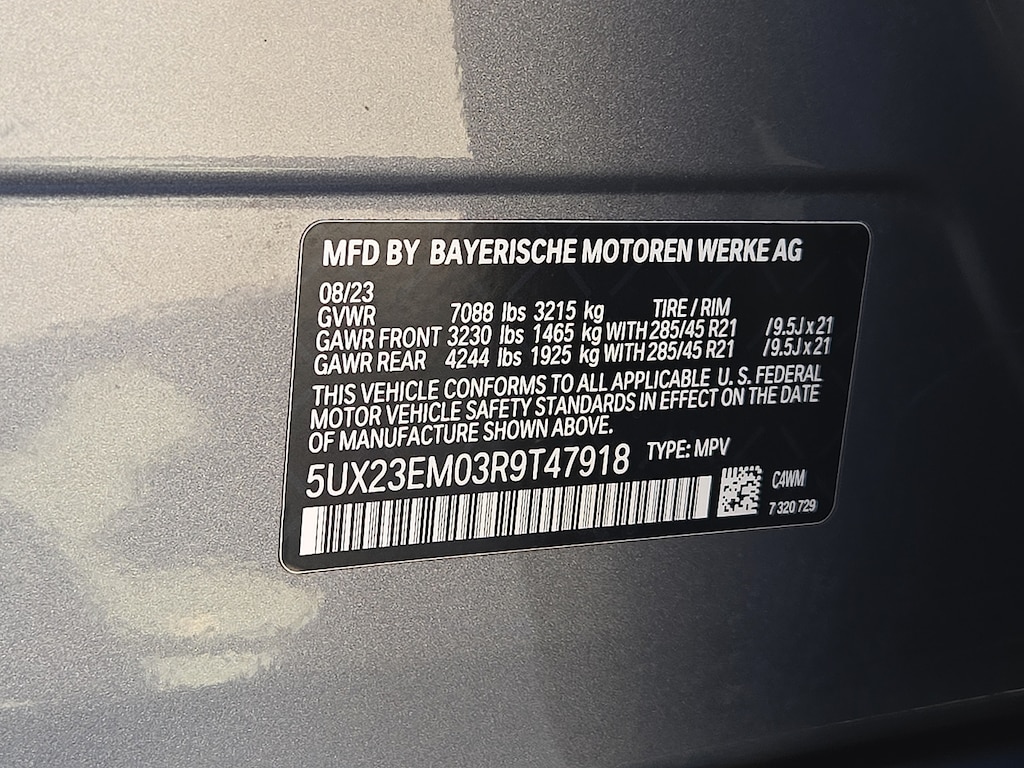 MFD BY BAYERISCHE MOTOREN WERKE AG
08/23
GVWR 7088 lbs 3215 kg TIRE / RIM
GAWR FRONT 3230 lbs 1465 kg WITH 285/45 R21 /9.5J x 21
GAWR REAR 4244 lbs 1925 kg WITH 285/45 R21 /9.5J x 21
THIS VEHICLE CONFORMS TO ALL APPLICABLE U. S. FEDERAL
MOTOR VEHICLE SAFETY STANDARDS IN EFFECT ON THE DATE
OF MANUFACTURE SHOWN ABOVE.
5UX23EM03R9T47918 TYPE: MPV
C4WM
7 320 729